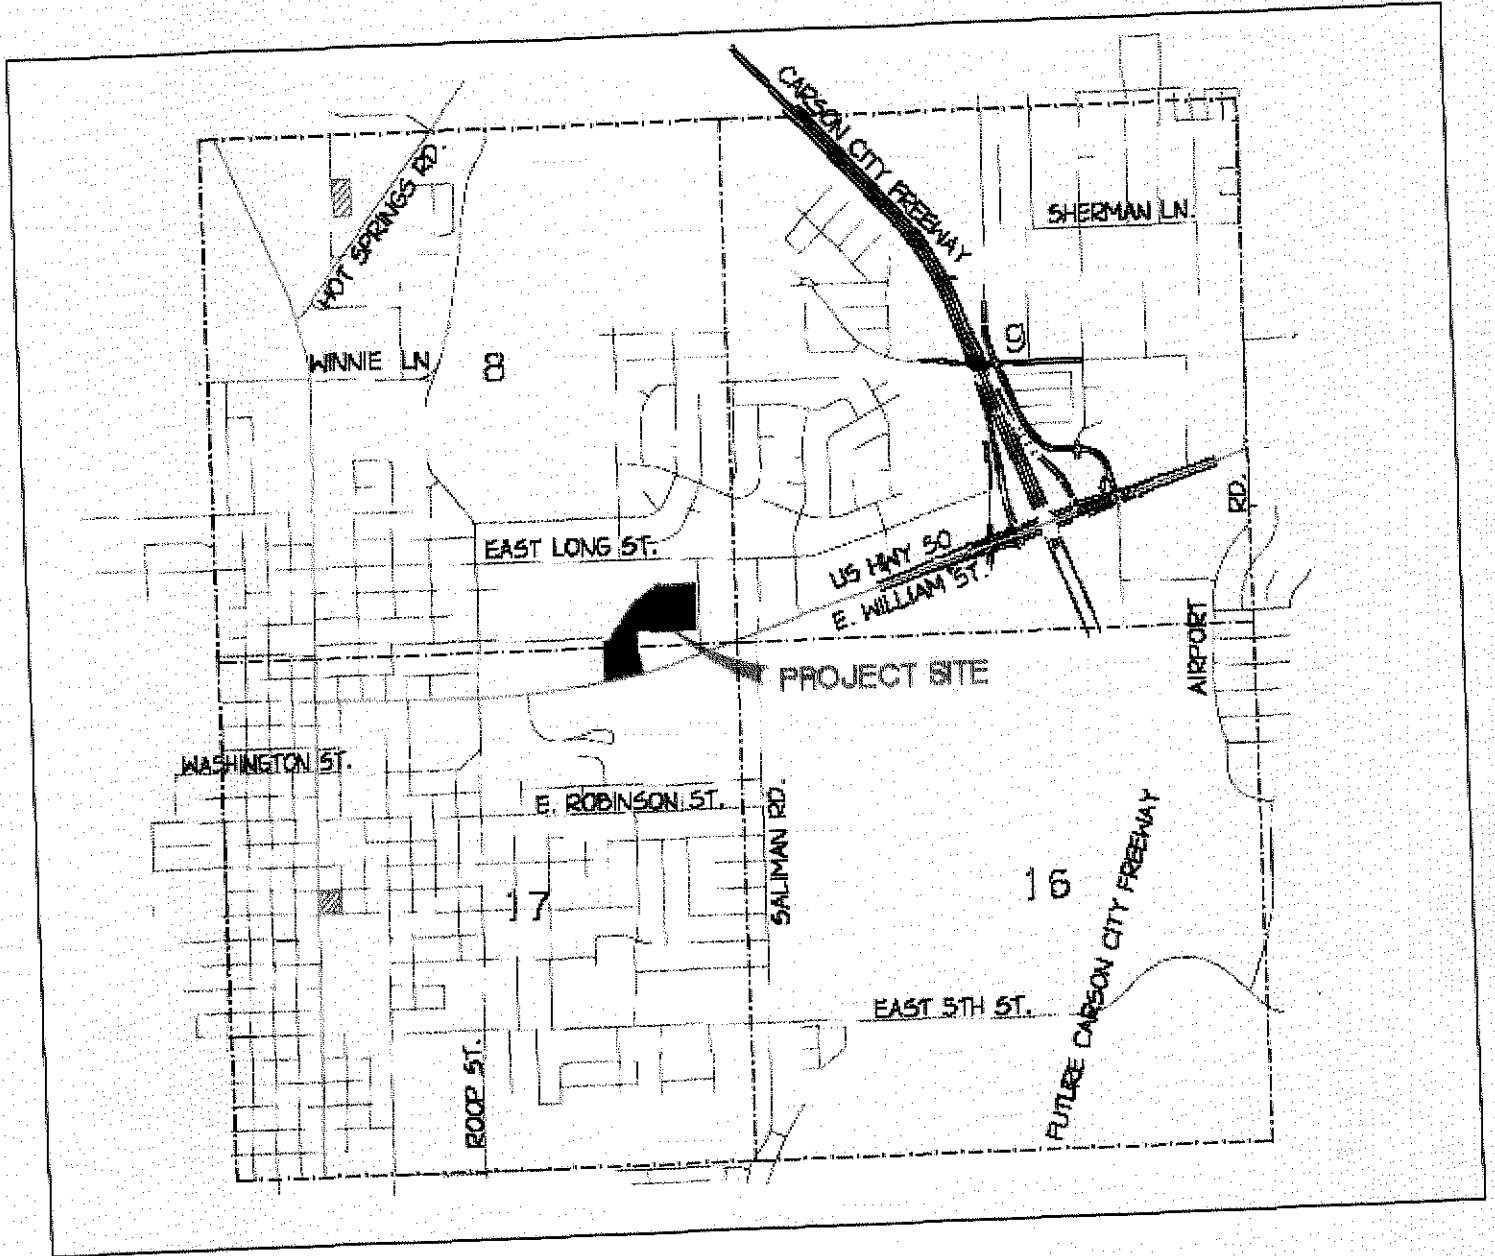 CARSON CITY FREEWAY
HOT SPRINGS RD.
SHERMAN LN.
9
WINNIE LN
8
RD.
EAST LONG ST.
US HWY 50
E. WILLIAM ST.
AIRPORT
PROJECT SITE
WASHINGTON ST.
E. ROBINSON ST.
SALIMAN RD.
17
16
FUTURE CARSON CITY FREEWAY
EAST 5TH ST.
ROOP ST.